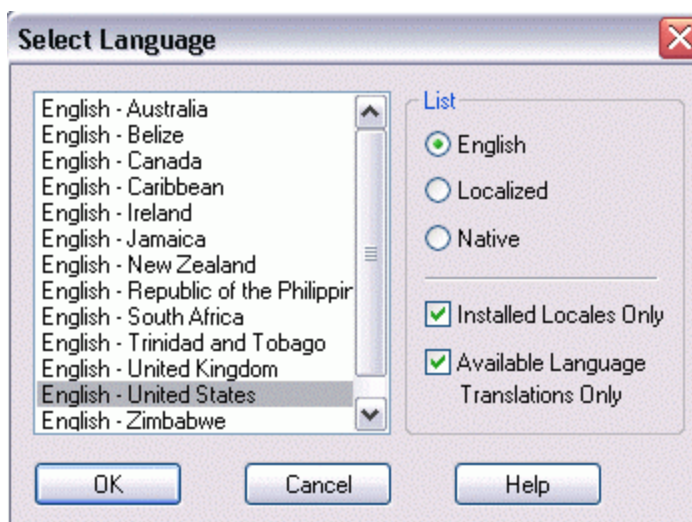 Select Language
English - Australia
English - Belize
English - Canada
English - Caribbean
English - Ireland
English - Jamaica
English - New Zealand
English - Republic of the Philippir
English - South Africa
English - Trinidad and Tobago
English - United Kingdom
English - United States
English - Zimbabwe
List
English
Localized
Native
Installed Locales Only
Available Language
Translations Only
OK
Cancel
Help